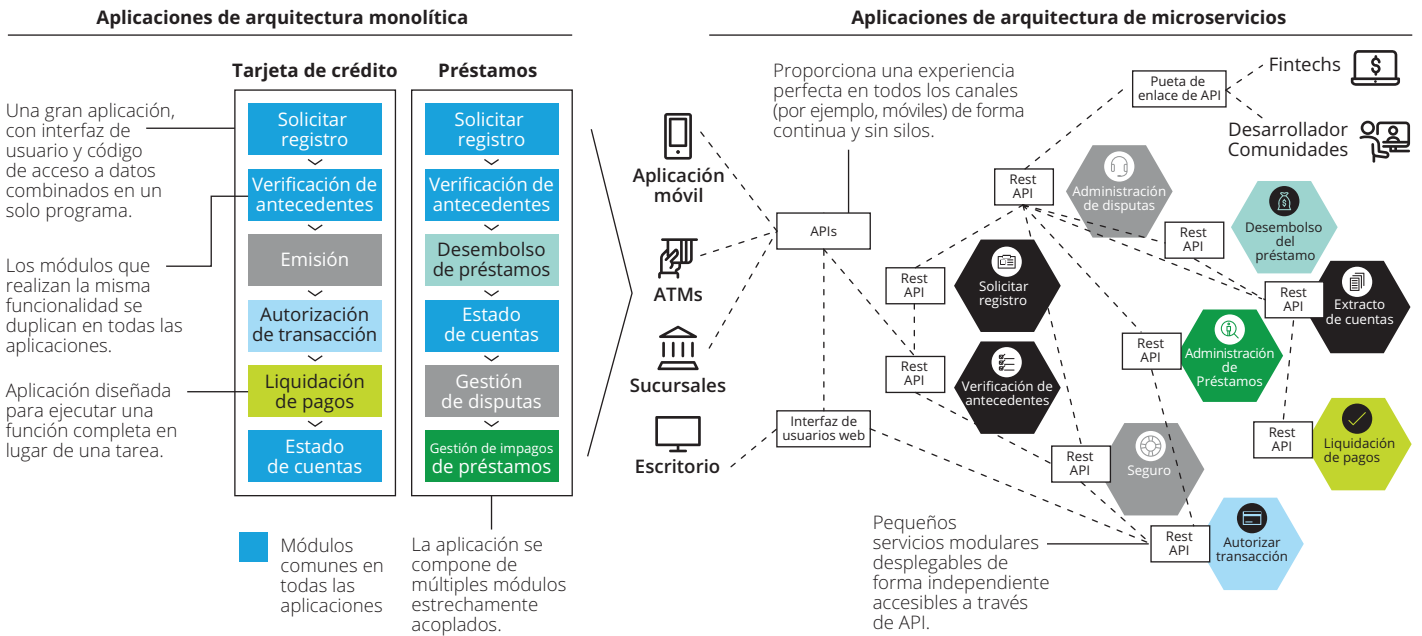 Aplicaciones de arquitectura monolítica
Tarjeta de crédito
Préstamos
Una gran aplicación,
con interfaz de
usuario y código
de acceso a datos
combinados en un
solo programa.
Los módulos que
realizan la misma
funcionalidad se
duplican en todas las
aplicaciones.
Aplicación diseñada
para ejecutar una
función completa en
lugar de una tarea.
Solicitar
registro
Verificación de
antecedentes
Emisión
Autorización
de transacción
Liquidación
de pagos
Estado
de cuentas
Solicitar
registro
Verificación de
antecedentes
Desembolso
de préstamos
Estado
de cuentas
Gestión
de disputas
Gestión de impagos
de préstamos
Módulos
comunes en
todas las
aplicaciones
La aplicación se
compone de
múltiples módulos
estrechamente
acoplados.
Aplicaciones de arquitectura de microservicios
Aplicación
móvil
ATMs
Sucursales
Escritorio
Proporciona una experiencia
perfecta en todos los canales
(por ejemplo, móviles) de forma
continua y sin silos.
APIs
Interfaz de
usuarios web
Pueta de
enlace de API
Fintechs
Desarrollador
Comunidades
Rest
API
Administración
de disputas
Rest
API
Desembolso
del
préstamo
Rest
API
Solicitar
registro
Rest
API
Extracto
de cuentas
Rest
API
Verificación de
antecedentes
Rest
API
Administración
de
Préstamos
Rest
API
Seguro
Rest
API
Liquidación
de pagos
Rest
API
Autorizar
transacción
Pequeños
servicios modulares
desplegables de
forma independiente
accesibles a través
de API.